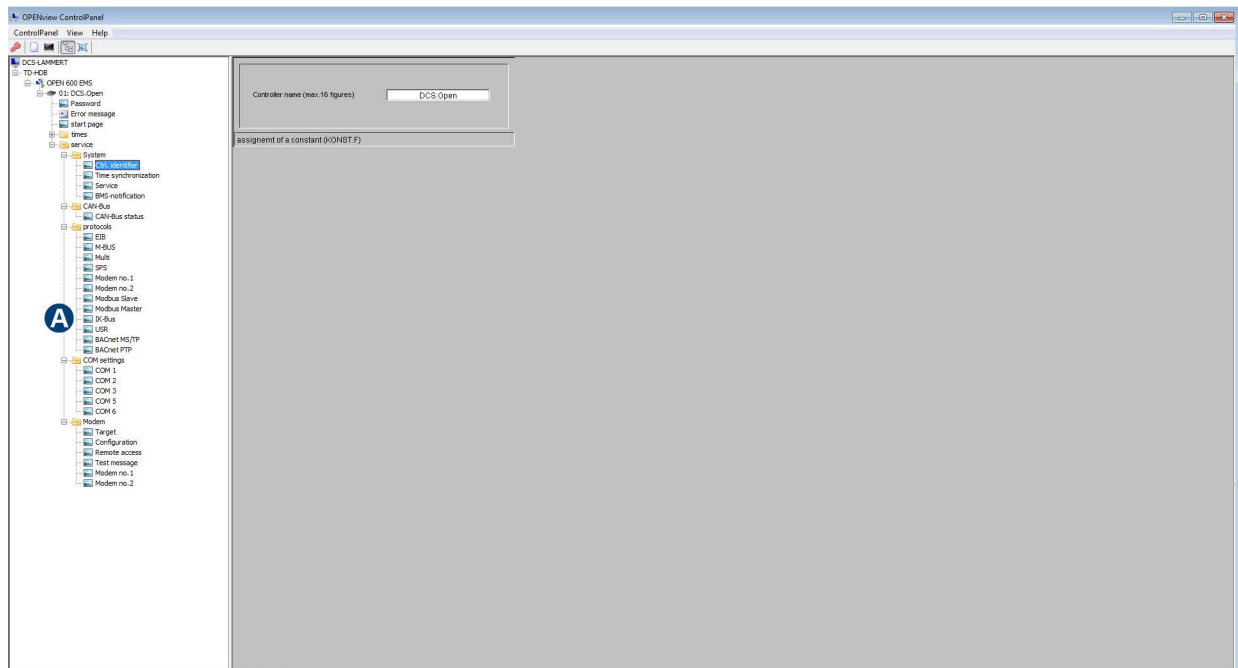 OPENview ControlPanel
ControlPanel View Help
DCS-LAMMERT
TD-HDB
OPEN 600 EMS
01: DCS.Open
Password
Error message
start page
times
service
System
Ctrl. identifier
Time synchronization
Service
BMS-notification
CAN-Bus
CAN-Bus status
protocols
EIB
M-BUS
Multi
SPS
Modem no.1
Modem no.2
Modbus Slave
Modbus Master
A
IK-Bus
USR
BACnet MS/TP
BACnet PTP
COM settings
COM 1
COM 2
COM 3
COM 5
COM 6
Modem
Target
Configuration
Remote access
Test message
Modem no.1
Modem no.2
Controller name (max.16 figures) DCS.Open
assignemt of a constant (KONST.F)